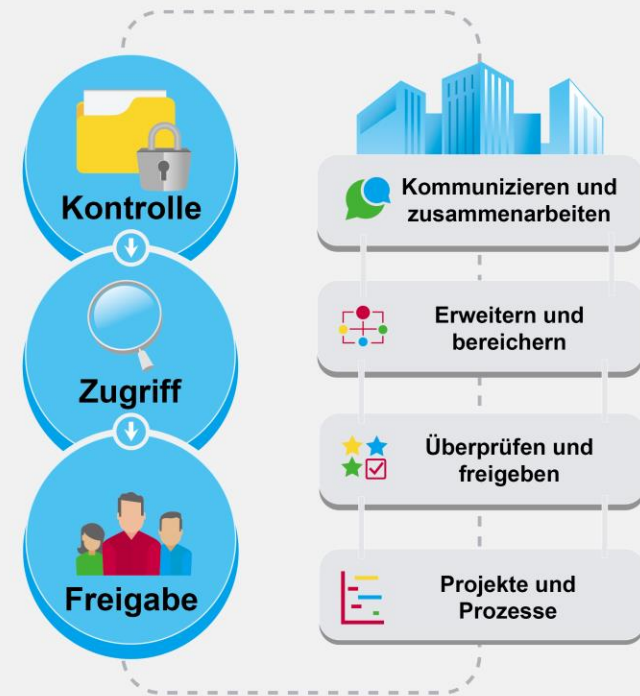 Kontrolle
Zugriff
Freigabe
Kommunizieren und
zusammenarbeiten
Erweitern und
bereichern
Überprüfen und
freigeben
Projekte und
Prozesse